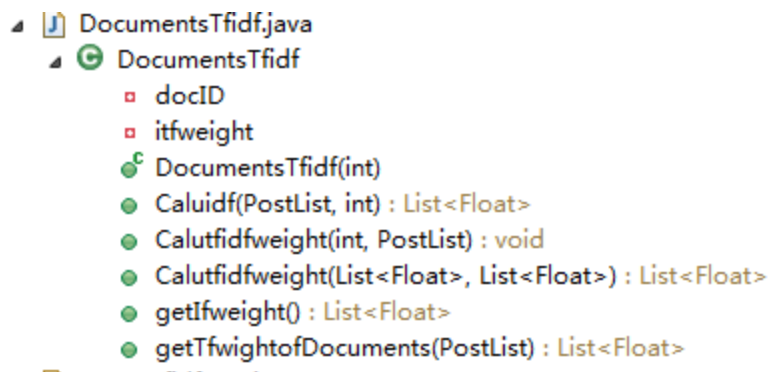 DocumentsTfidf.java
DocumentsTfidf
docID
itfweight
DocumentsTfidf(int)
Caluidf(PostList, int) : List<Float>
Calutfidfweight(int, PostList) : void
Calutfidfweight(List<Float>, List<Float>) : List<Float>
getIfweight() : List<Float>
getTfwightofDocuments(PostList) : List<Float>